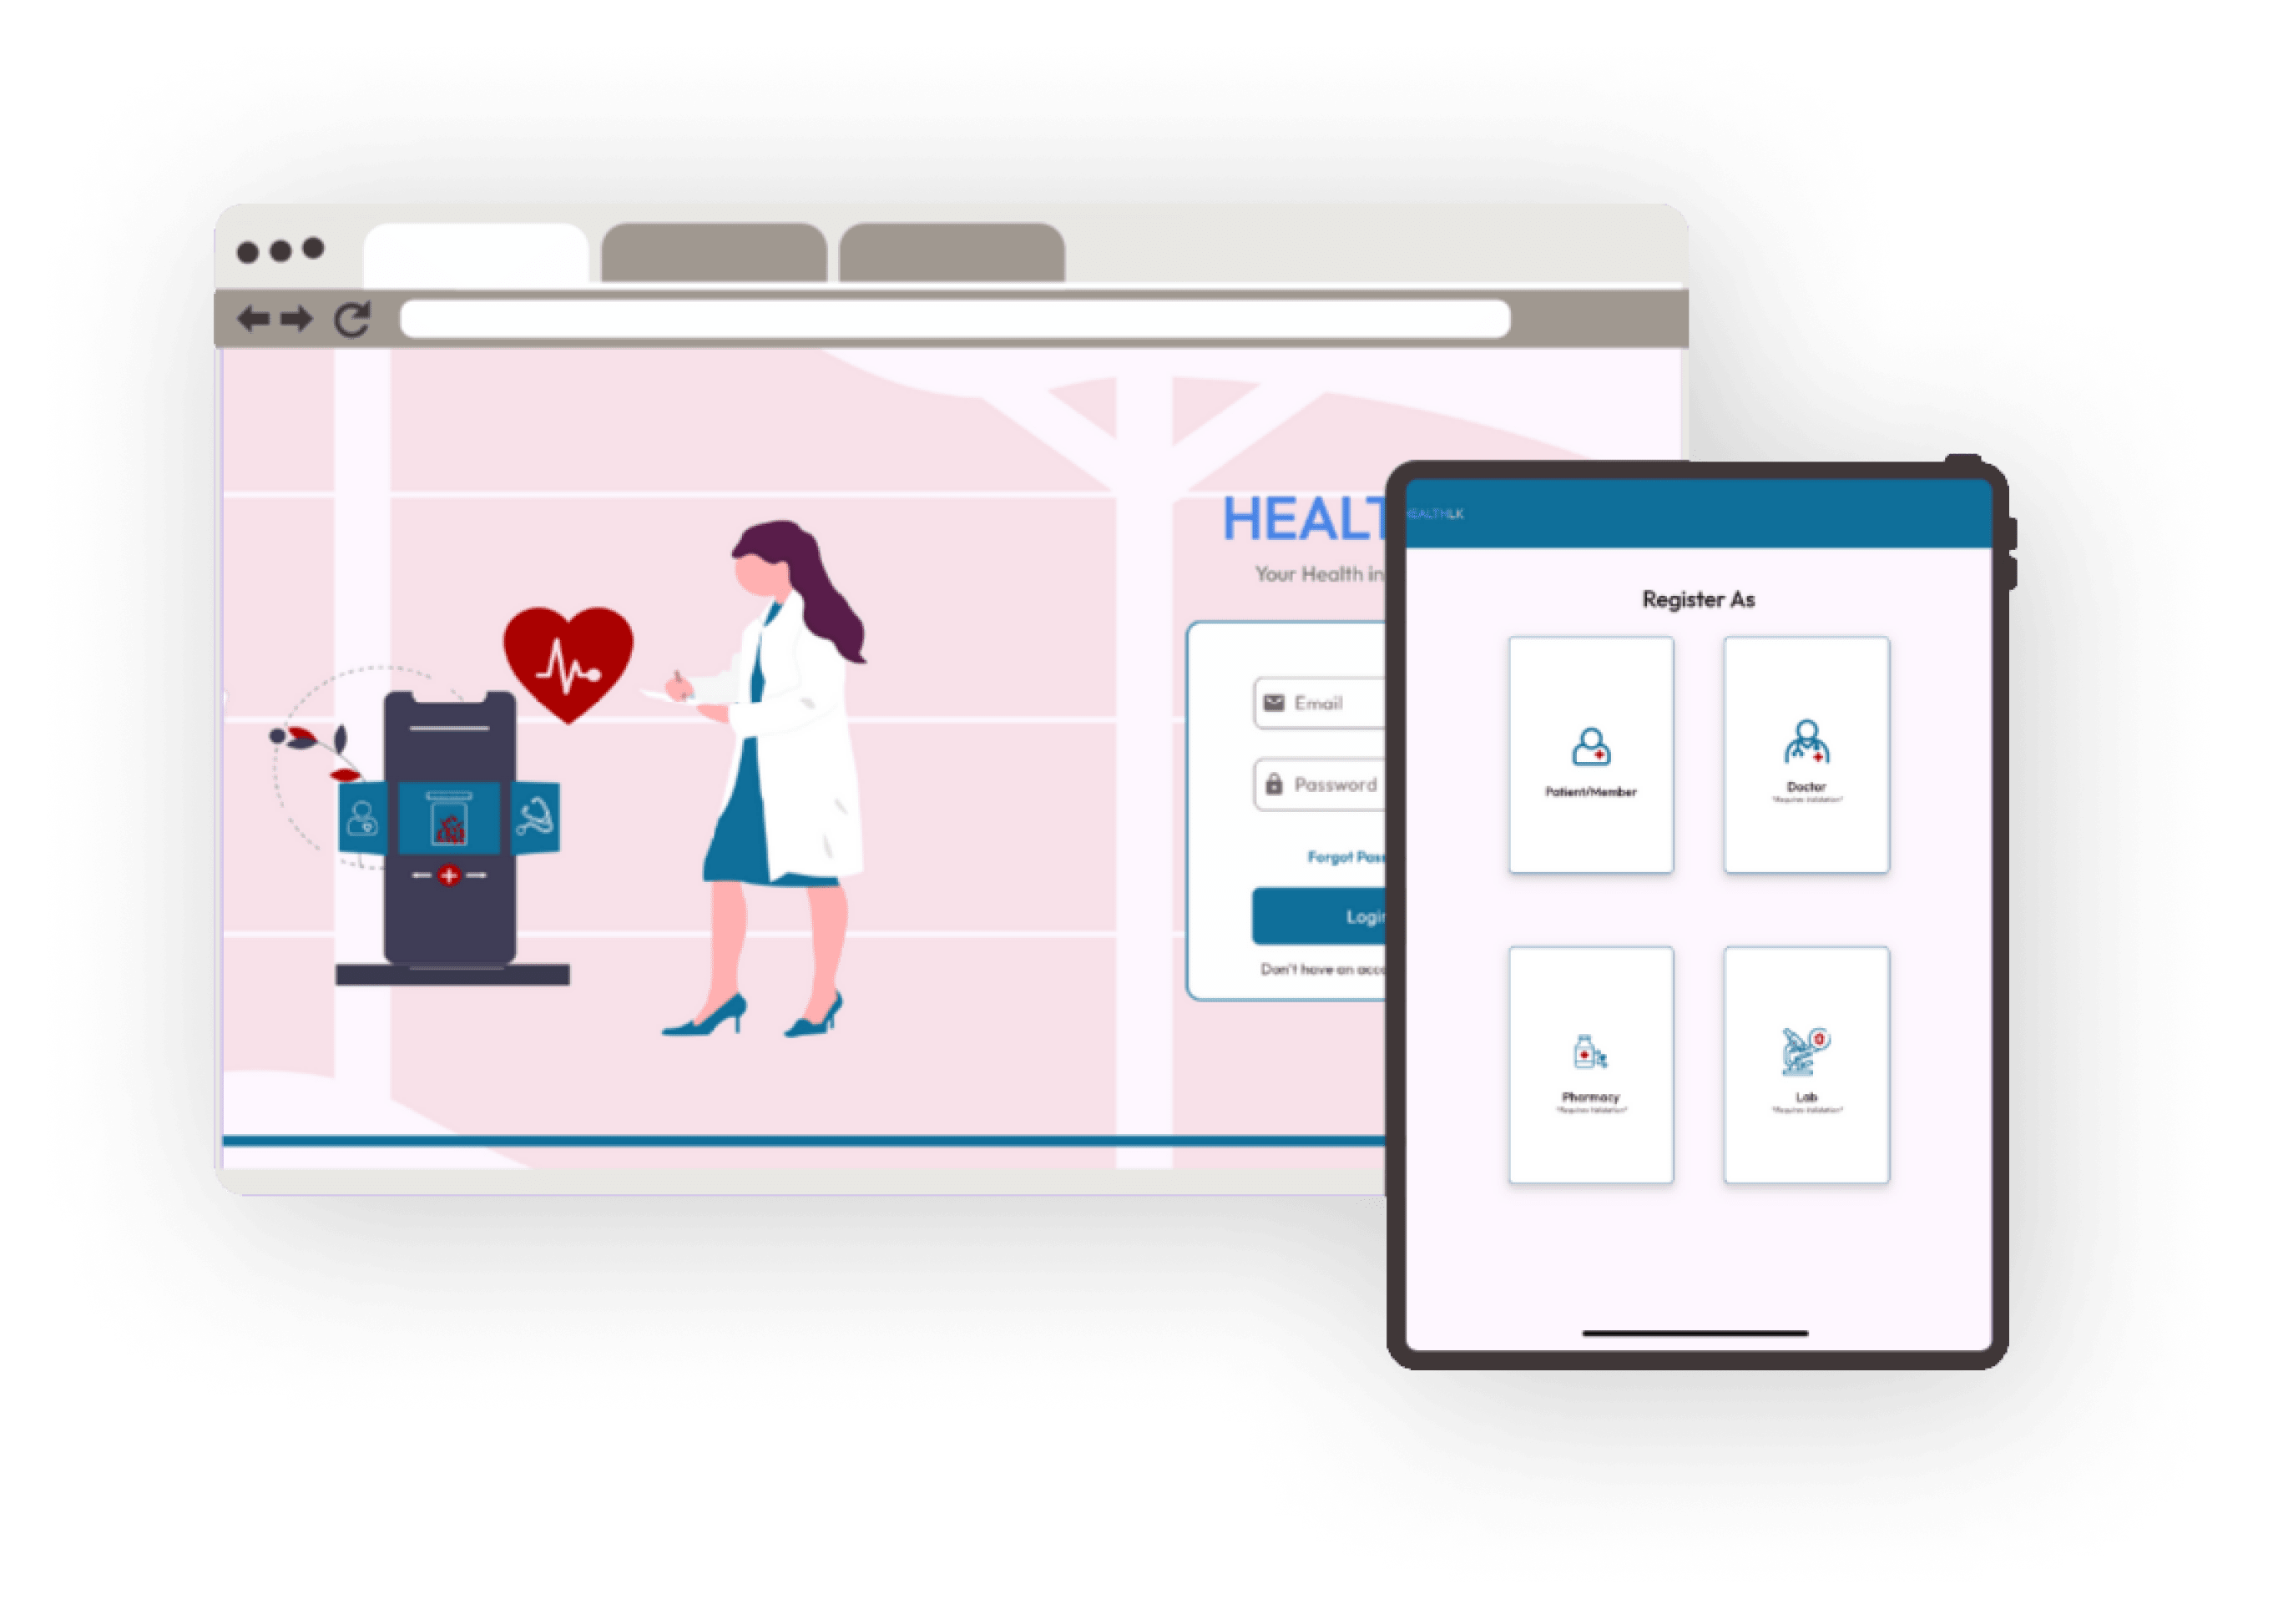 HEALT
Your Health in
Email
Password
Forgot Pass
Login
Don't have an acco
HEALTHLK
Register As
Patient/Member
Doctor
*Requires Validation*
Pharmacy
*Requires Validation*
Lab
*Requires Validation*